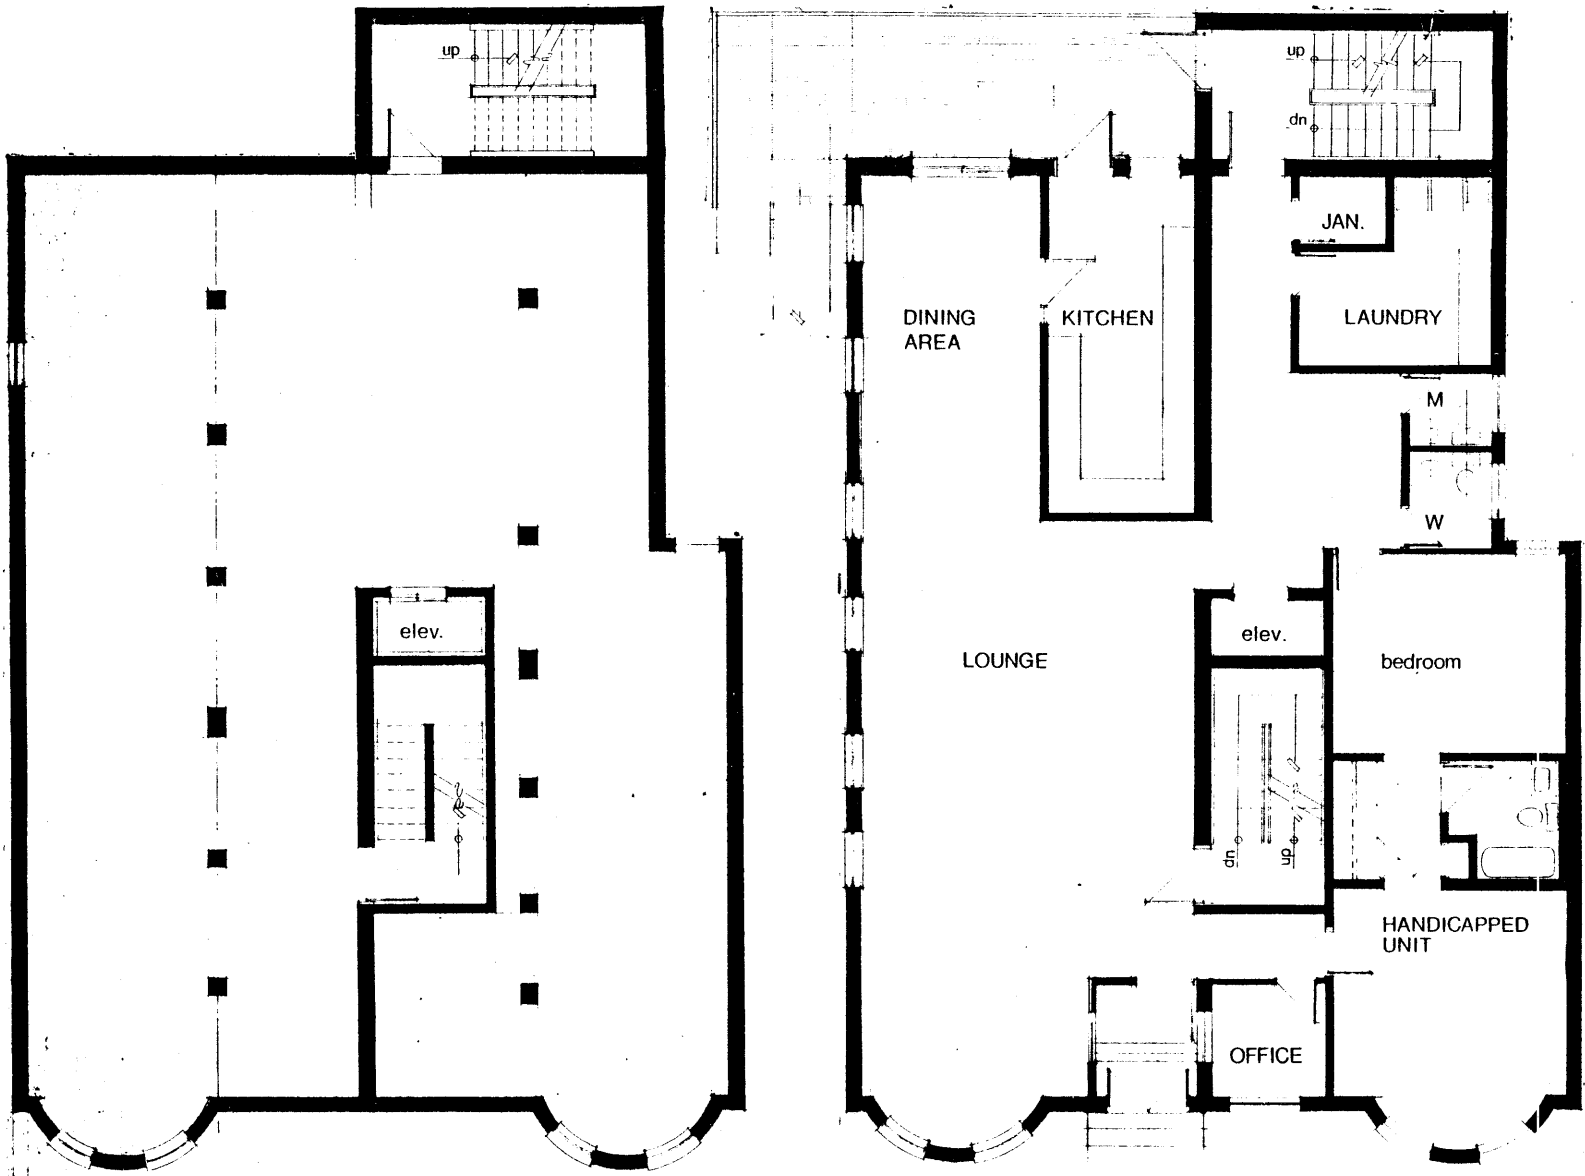 up
elev.
up
dn
JAN.
LAUNDRY
DINING
AREA
KITCHEN
M
W
elev.
LOUNGE
bedroom
dn
up
HANDICAPPED
UNIT
OFFICE